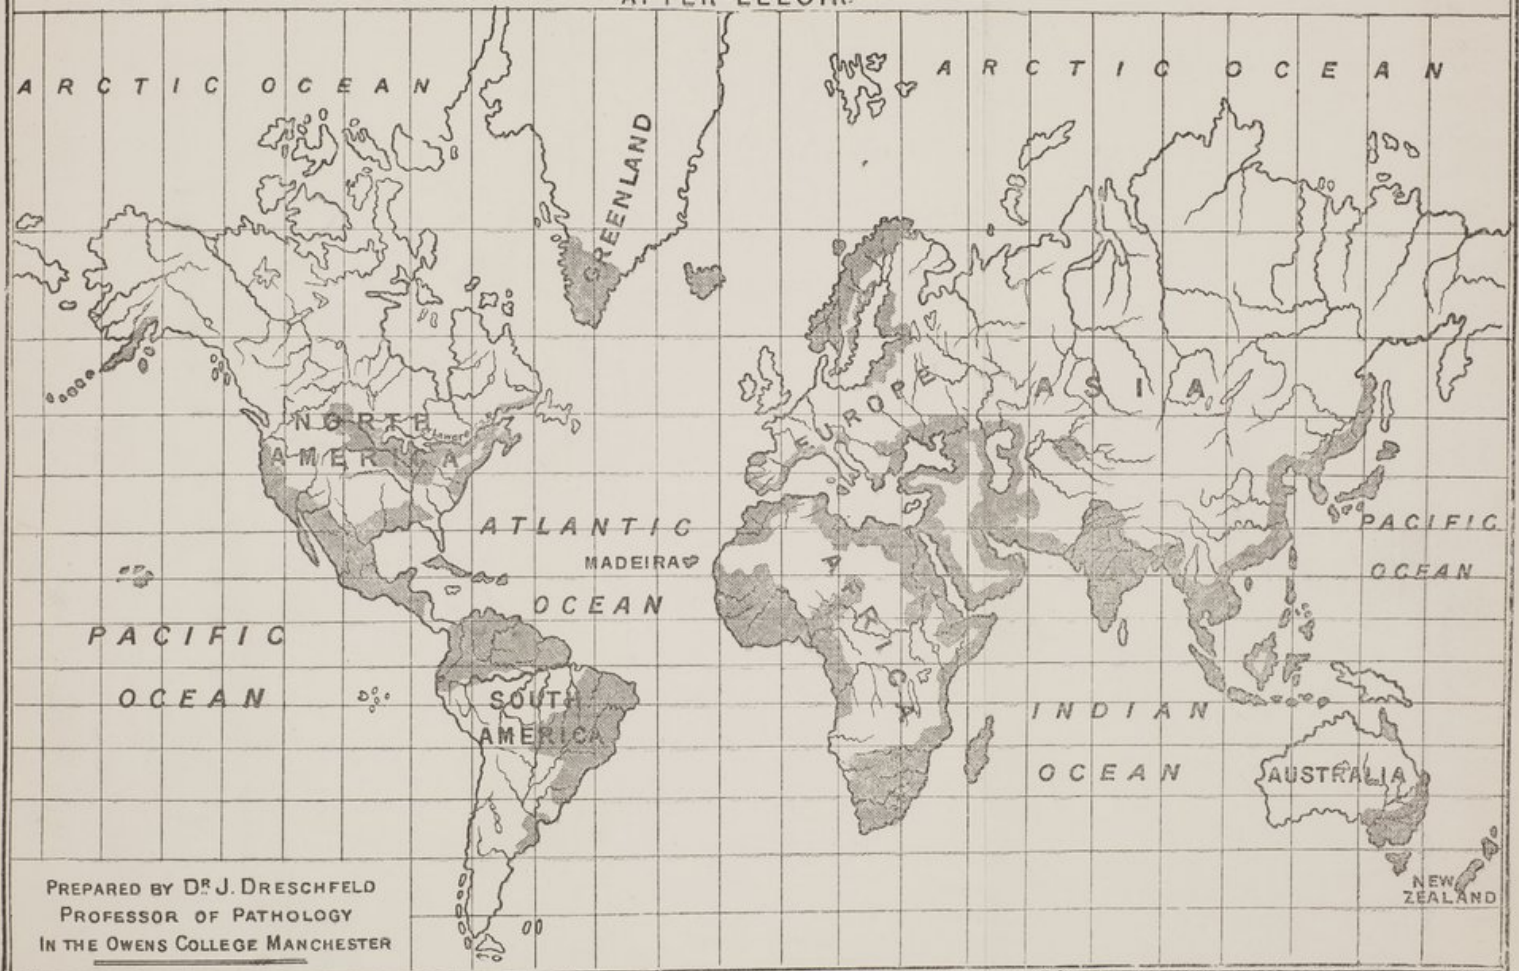 ARCTIC OCEAN
ARCTIC OCEAN
GREENLAND
NORTH
AMERICA
EUROPE
ASIA
ATLANTIC
MADEIRA
OCEAN
PACIFIC
OCEAN
AFRICA
PACIFIC
OCEAN
SOUTH
AMERICA
INDIAN
OCEAN
AUSTRALIA
NEW
ZEALAND
PREPARED BY DR J. DRESCHFELD
PROFESSOR OF PATHOLOGY
IN THE OWENS COLLEGE MANCHESTER